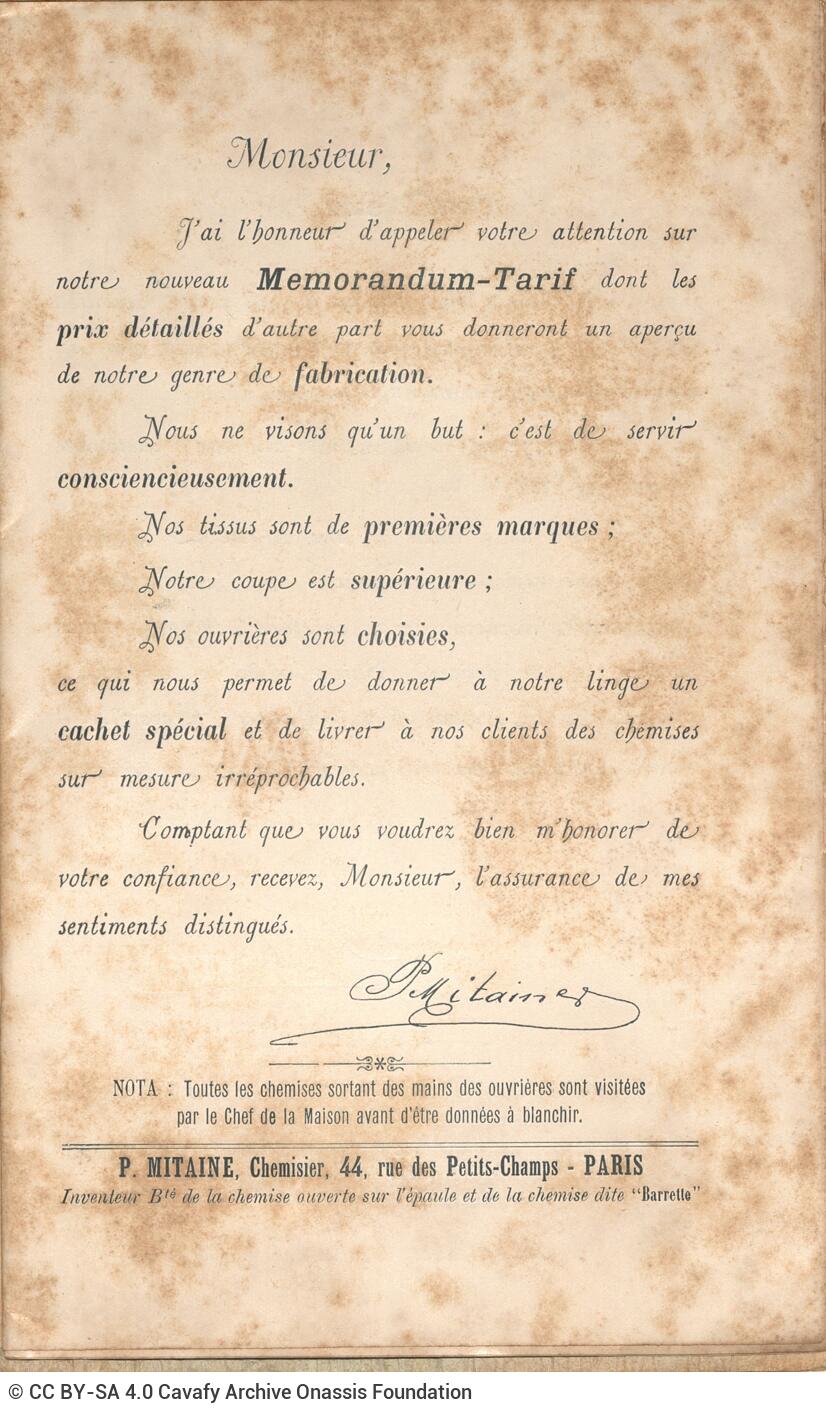 Monsieur,
J'ai l'honneur d'appeler votre attention sur
notre nouveau Memorandum-Tarif dont les
prix détaillés d'autre part vous donneront un aperçu
de notre genre de fabrication.
Nous ne visons qu'un but : c'est de servir
consciencieusement.
Nos tissus sont de premières marques ;
Notre coupe est supérieure ;
Nos ouvrières sont choisies,
ce qui nous permet de donner à notre linge un
cachet spécial et de livrer à nos clients des chemises
sur mesure irréprochables.
Comptant que vous voudrez bien m'honorer de
votre confiance, recevez, Monsieur, l'assurance de mes
sentiments distingués.
P Mitaine
NOTA : Toutes les chemises sortant des mains des ouvrières sont visitées
par le Chef de la Maison avant d'être données à blanchir.
P. MITAINE, Chemisier, 44, rue des Petits-Champs - PARIS
Inventeur Bté de la chemise ouverte sur l'épaule et de la chemise dite "Barrette"
© CC BY-SA 4.0 Cavafy Archive Onassis Foundation